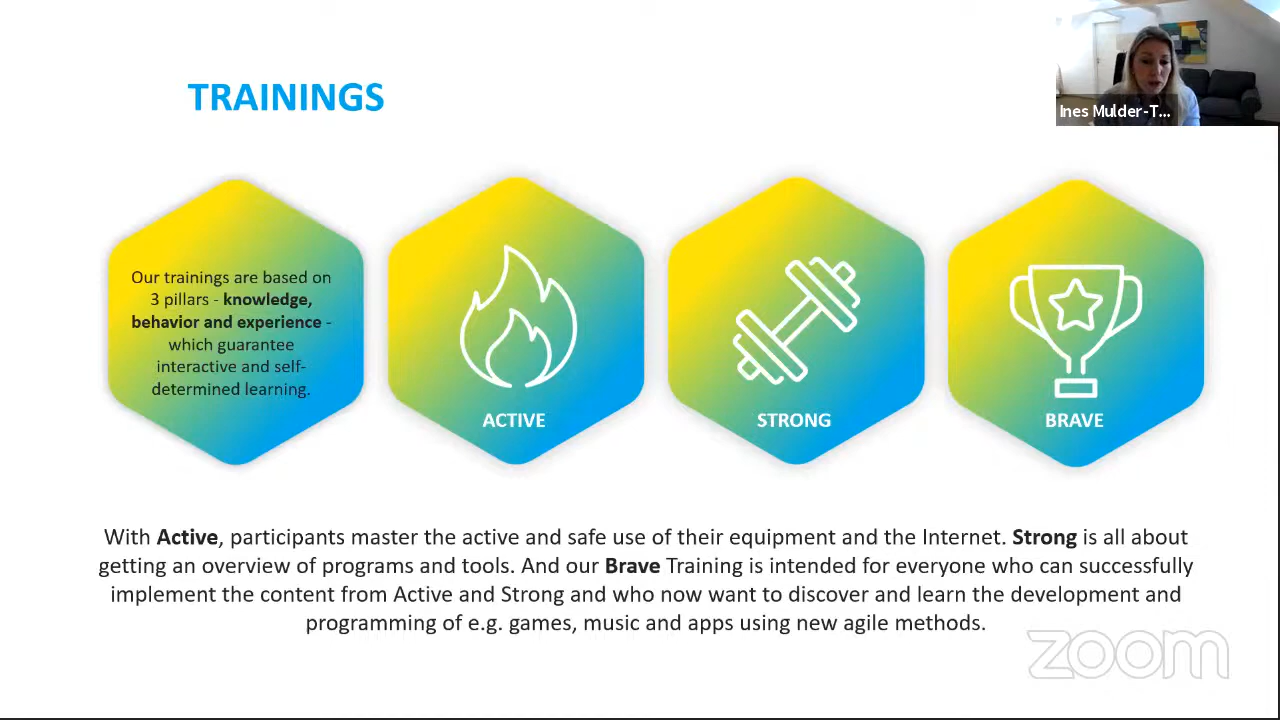 TRAININGS
Ines Mulder-T...
Our trainings are based on
3 pillars - knowledge,
behavior and experience -
which guarantee
interactive and self-
determined learning.
ACTIVE
STRONG
BRAVE
With Active, participants master the active and safe use of their equipment and the Internet. Strong is all about
getting an overview of programs and tools. And our Brave Training is intended for everyone who can successfully
implement the content from Active and Strong and who now want to discover and learn the development and
programming of e.g. games, music and apps using new agile methods.
zoom